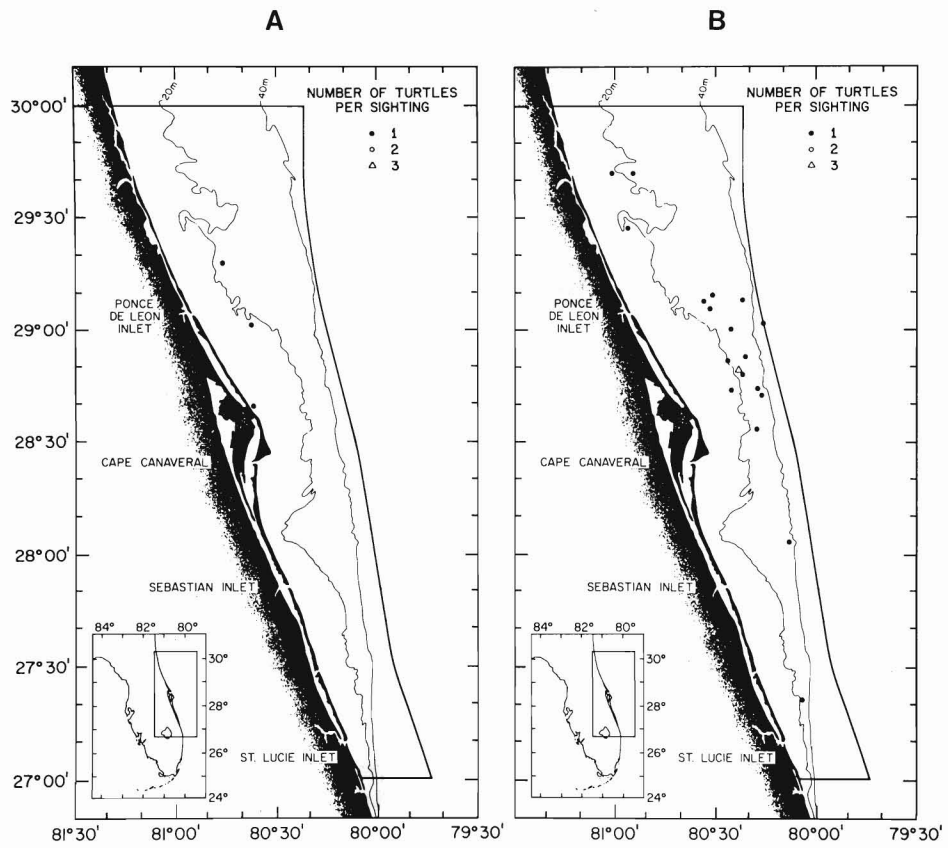 A
20m
40m
NUMBER OF TURTLES
PER SIGHTING
1
2
3
30°00'
29°30'
29°00'
28°30'
28°00'
27°30'
27°00'
PONCE
DE LEON
INLET
CAPE CANAVERAL
SEBASTIAN INLET
ST. LUCIE INLET
84°
82°
80°
30°
28°
26°
24°
81°30'
81°00'
80°30'
80°00'
79°30'
B
20m
40m
NUMBER OF TURTLES
PER SIGHTING
1
2
3
PONCE
DE LEON
INLET
CAPE CANAVERAL
SEBASTIAN INLET
ST. LUCIE INLET
84°
82°
80°
30°
28°
26°
24°
81°00'
80°30'
80°00'
79°30'